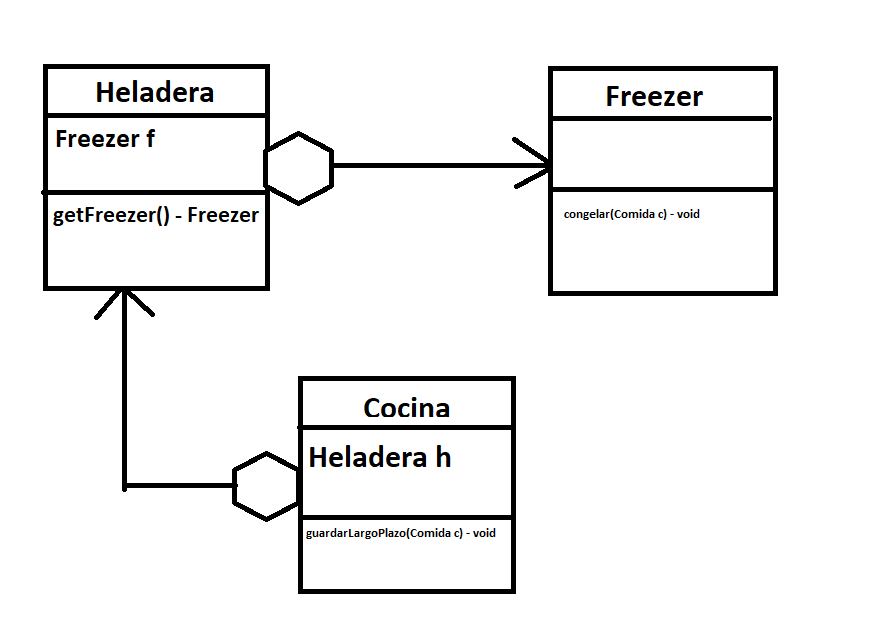 Heladera
Freezer f
getFreezer() - Freezer
Freezer
congelar(Comida c) - void
Cocina
Heladera h
guardarLargoPlazo(Comida c) - void